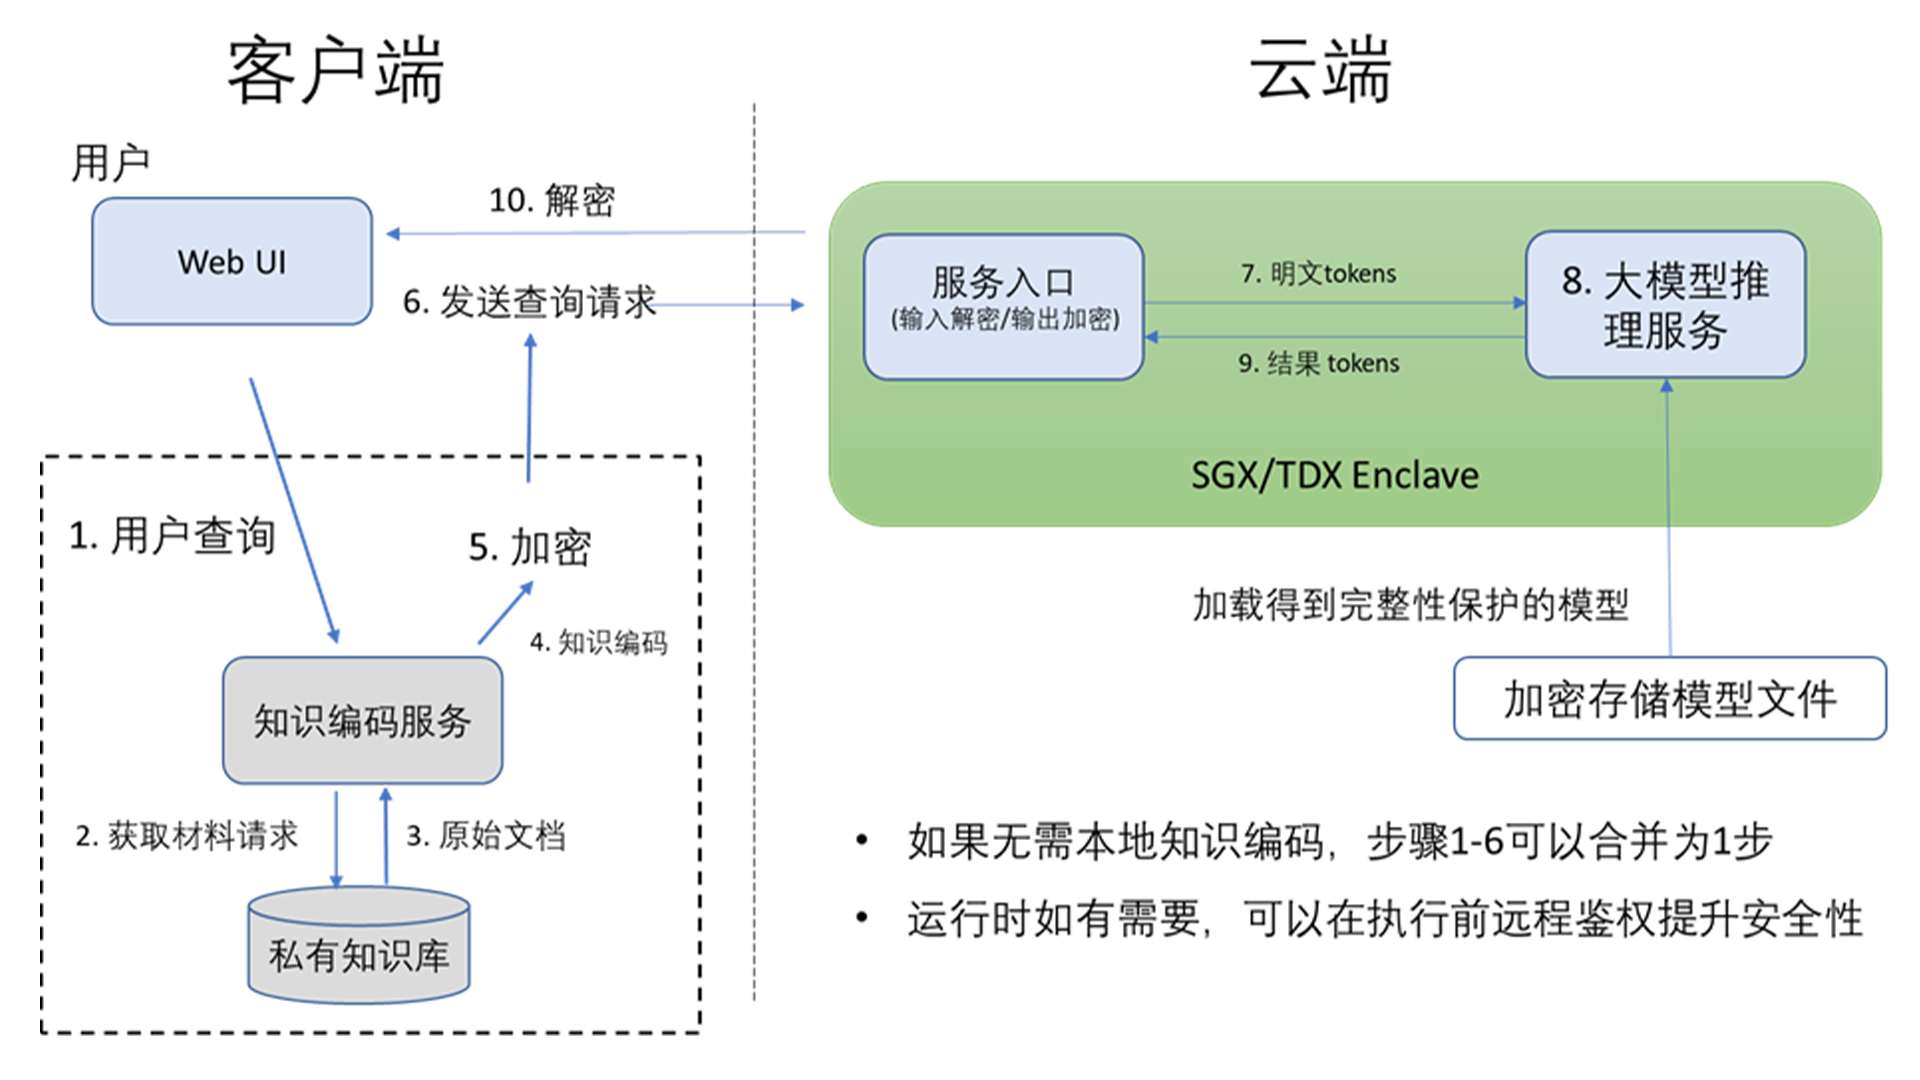 客户端
云端
用户
Web UI
10. 解密
6. 发送查询请求
服务入口
(输入解密/输出加密)
7. 明文tokens
9. 结果 tokens
8. 大模型推
理服务
SGX/TDX Enclave
1. 用户查询
5. 加密
4. 知识编码
知识编码服务
2. 获取材料请求
3. 原始文档
私有知识库
加载得到完整性保护的模型
加密存储模型文件
• 如果无需本地知识编码，步骤1-6可以合并为1步
• 运行时如有需要，可以在执行前远程鉴权提升安全性